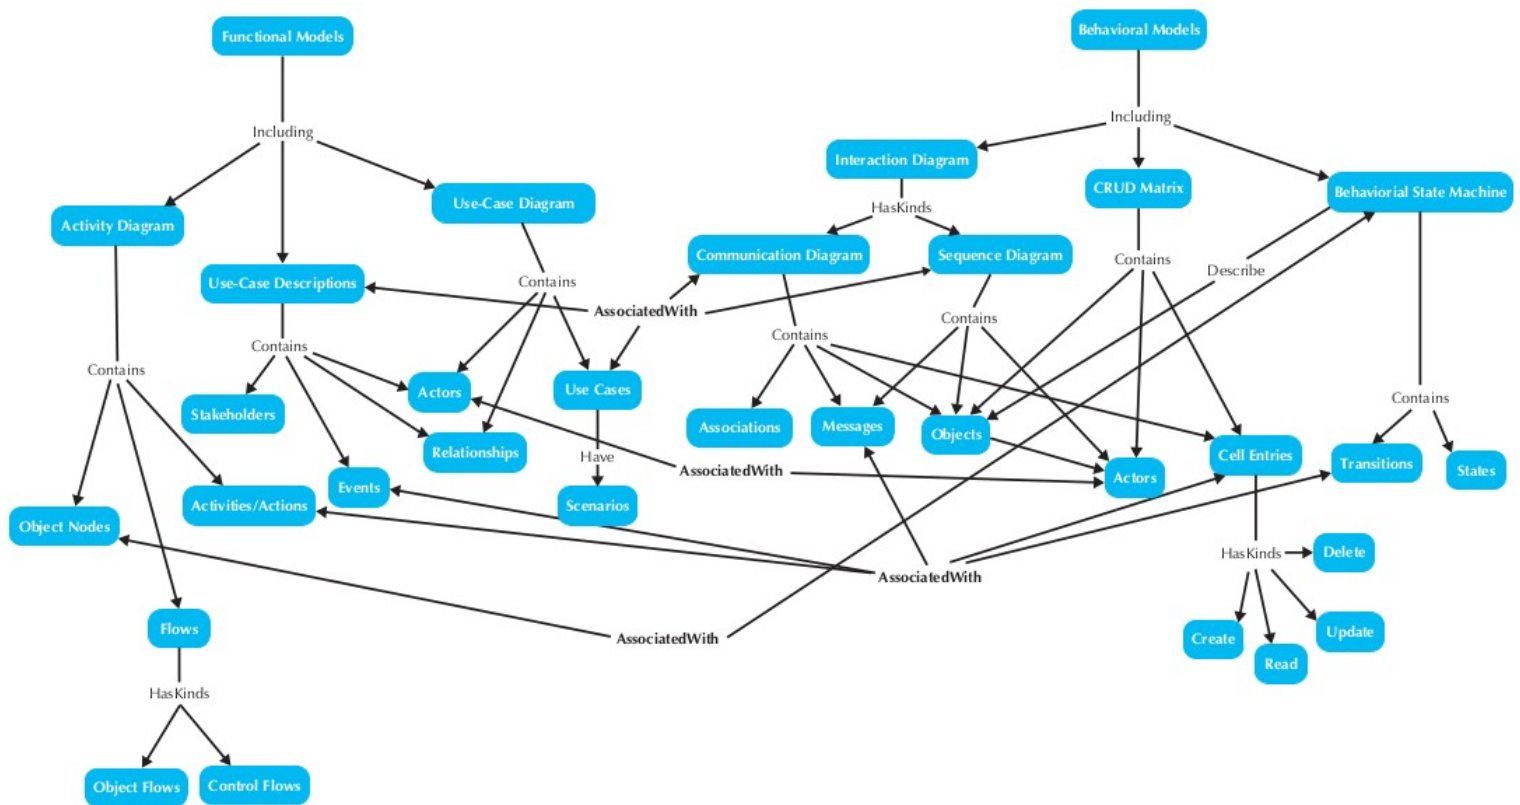 Functional Models
Behavioral Models
Including
Including
Interaction Diagram
CRUD Matrix
Behaviorial State Machine
Use-Case Diagram
HasKinds
Activity Diagram
Communication Diagram
Sequence Diagram
Contains
Describe
Use-Case Descriptions
Contains
AssociatedWith
Contains
Contains
Contains
Contains
Actors
Use Cases
Contains
Stakeholders
Associations
Messages
Objects
Relationships
Have
AssociatedWith
Cell Entries
Transitions
States
Actors
Events
Activities/Actions
Scenarios
Object Nodes
HasKinds
Delete
AssociatedWith
Flows
AssociatedWith
Create
Update
Read
HasKinds
Object Flows
Control Flows